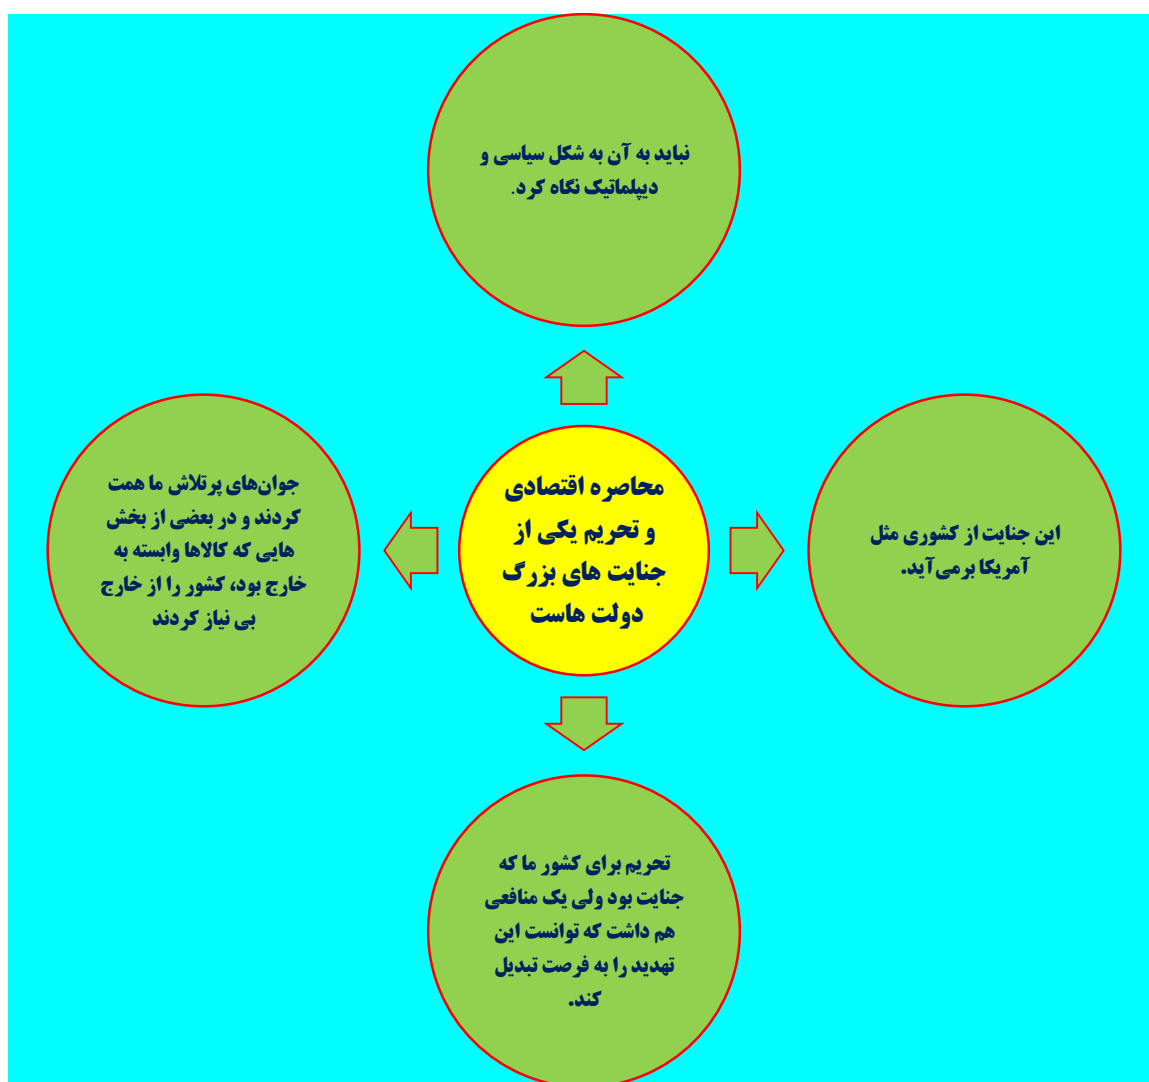 نباید به آن به شکل سیاسی و
دیپلماتیک نگاه کرد.
محاصره اقتصادی
و تحریم یکی از
جنایت های بزرگ
دولت هاست
این جنایت از کشوری مثل
آمریکا برمی‌آید.
تحریم برای کشور ما که
جنایت بود ولی یک منافعی
هم داشت که توانست این
تهدید را به فرصت تبدیل
کند.
جوان‌های پرتلاش ما همت
کردند و در بعضی از بخش
هایی که کالاها وابسته به
خارج بود، کشور را از خارج
بی نیاز کردند